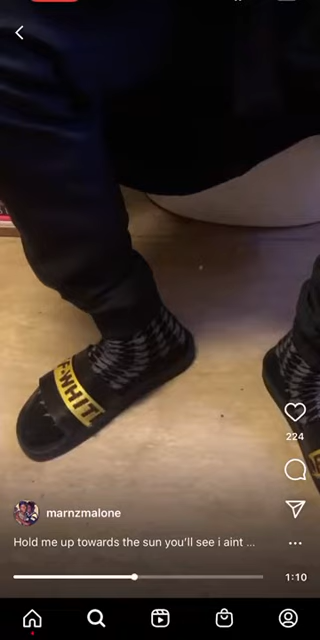 F-WHIT
224
marnzmalone
Hold me up towards the sun you'll see i aint ...
1:10